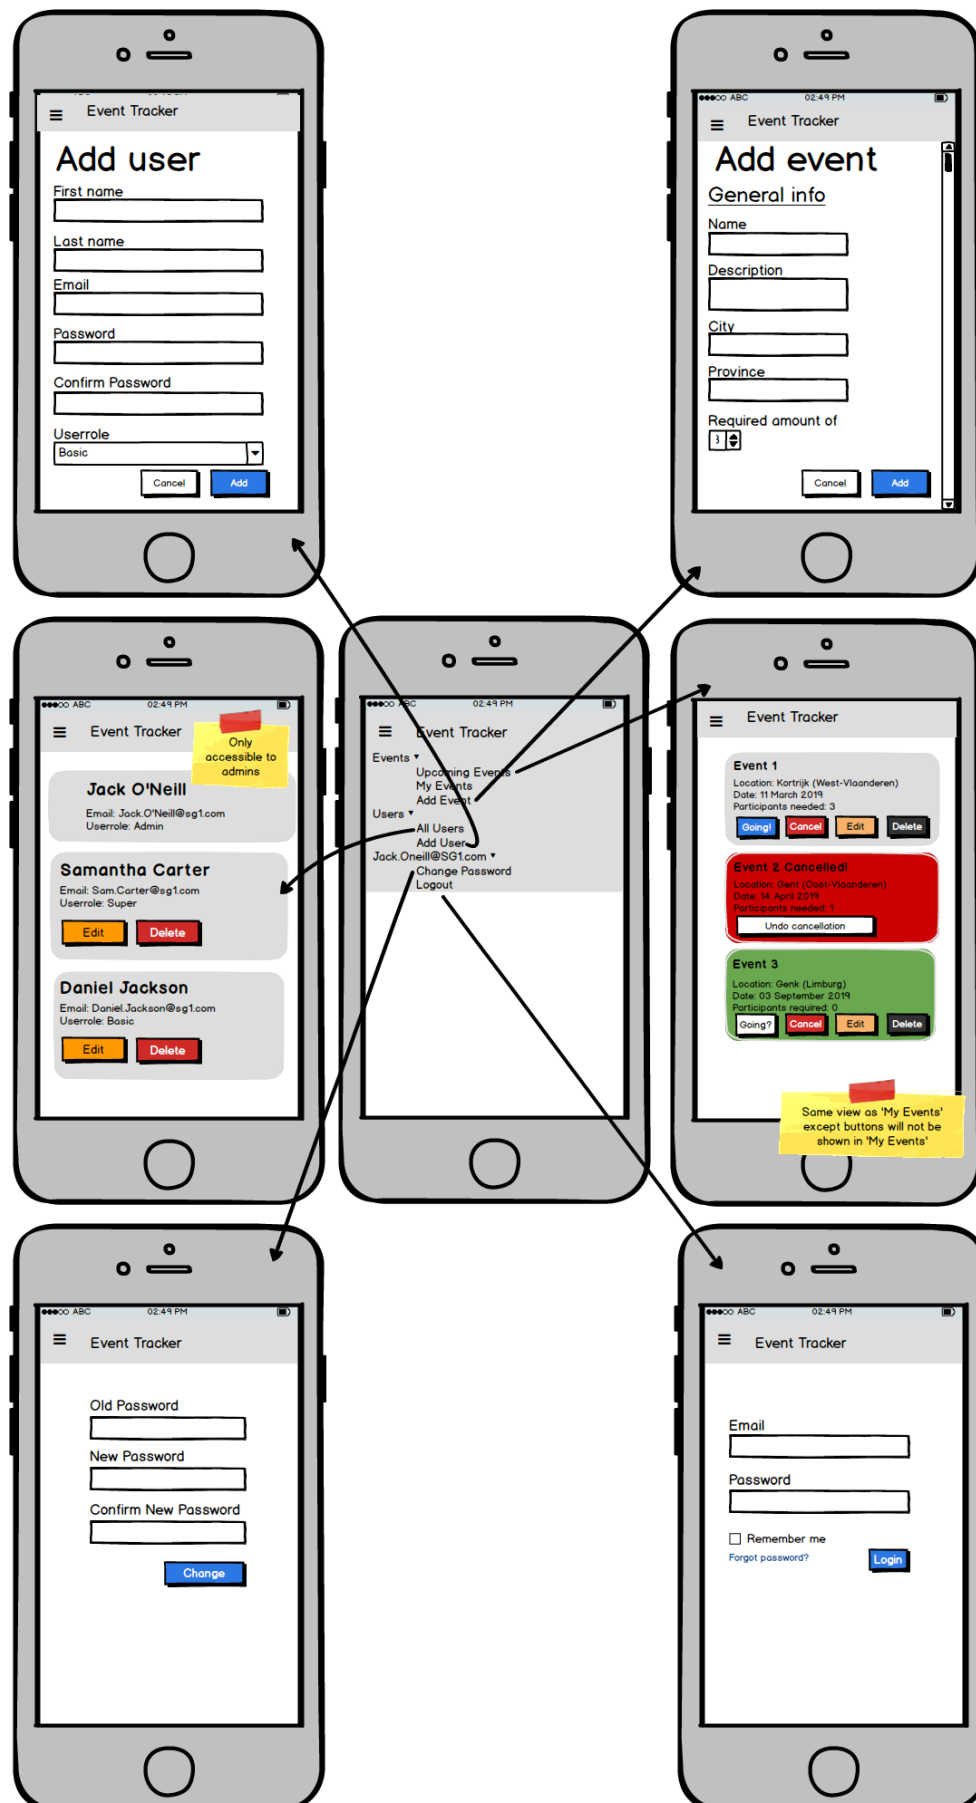 Event Tracker
Add user
First name
Last name
Email
Password
Confirm Password
Userrole
Basic
Cancel
Add
ABC 02:49 PM
Event Tracker
Add event
General info
Name
Description
City
Province
Required amount of
3
Cancel
Add
ABC 02:49 PM
Event Tracker
Only
accessible to
admins
Jack O'Neill
Email: Jack.O'Neill@sg1.com
Userrole: Admin
Samantha Carter
Email: Sam.Carter@sg1.com
Userrole: Super
Edit
Delete
Daniel Jackson
Email: Daniel.Jackson@sg1.com
Userrole: Basic
Edit
Delete
ABC 02:49 PM
Event Tracker
Events
Upcoming Events
My Events
Add Event
Users
All Users
Add User
Jack.Oneill@SG1.com
Change Password
Logout
Event Tracker
Event 1
Location: Kortrijk (West-Vlaanderen)
Date: 11 March 2019
Participants needed: 3
Going!
Cancel
Edit
Delete
Event 2 Cancelled!
Location: Gent (Oost-Vlaanderen)
Date: 14 April 2019
Participants needed: 1
Undo cancellation
Event 3
Location: Genk (Limburg)
Date: 03 September 2019
Participants required: 0
Going?
Cancel
Edit
Delete
Same view as 'My Events'
except buttons will not be
shown in 'My Events'
ABC 02:49 PM
Event Tracker
Old Password
New Password
Confirm New Password
Change
ABC 02:49 PM
Event Tracker
Email
Password
Remember me
Forgot password?
Login